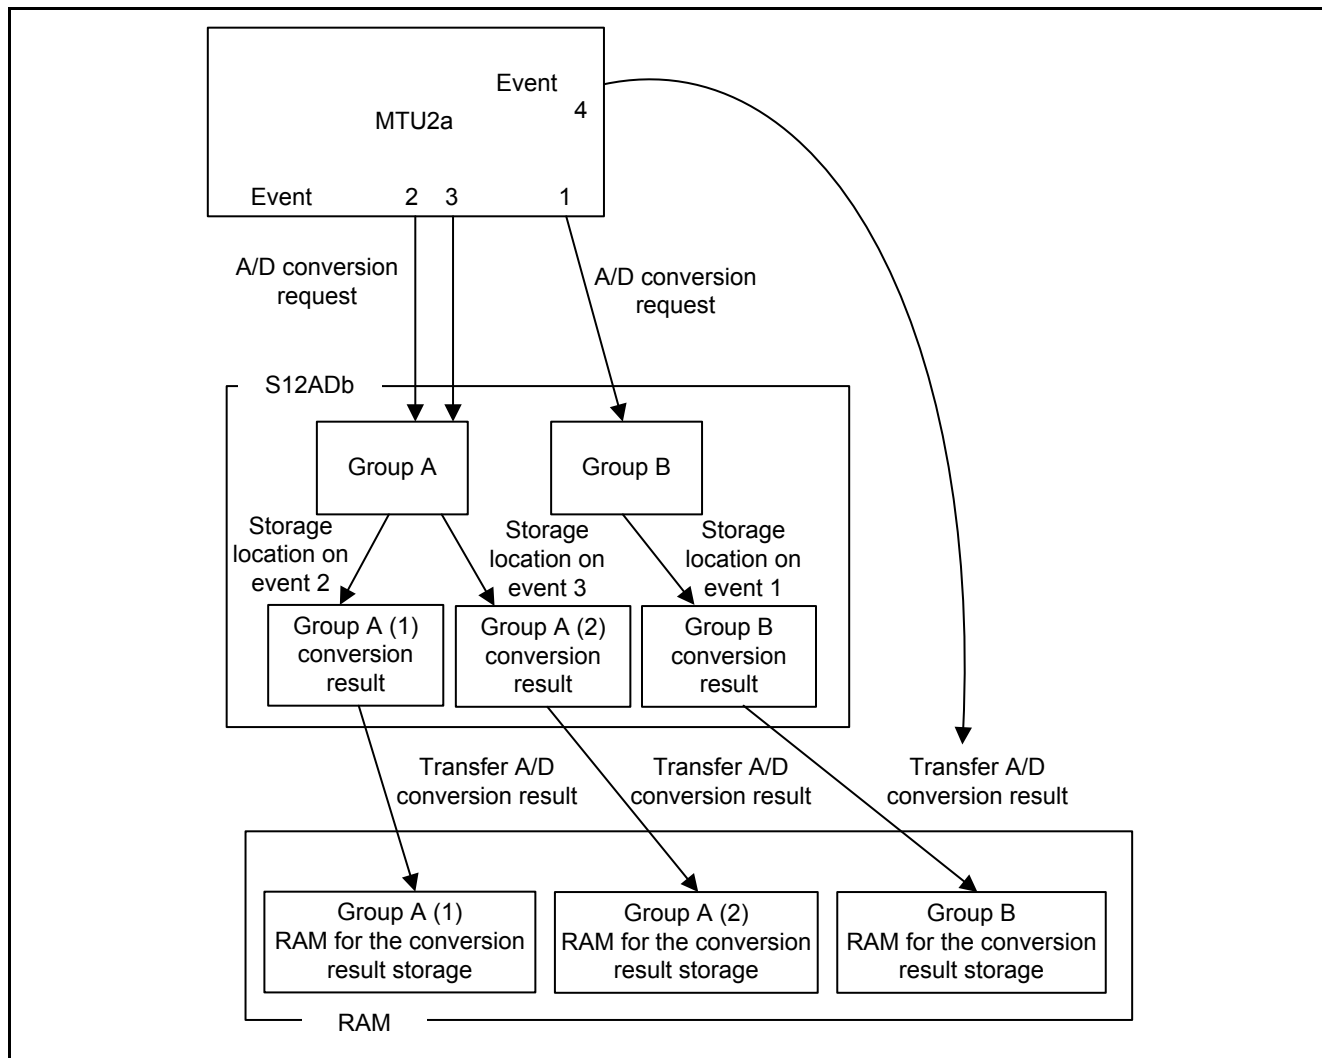 Event
4
MTU2a
Event 2 3 1
A/D conversion
request
A/D conversion
request
S12ADb
Group A
Group B
Storage
location on
event 2
Storage
location on
event 3
Storage
location on
event 1
Group A (1)
conversion
result
Group A (2)
conversion
result
Group B
conversion
result
Transfer A/D
conversion result
Transfer A/D
conversion result
Transfer A/D
conversion result
Group A (1)
RAM for the conversion
result storage
Group A (2)
RAM for the conversion
result storage
Group B
RAM for the conversion
result storage
RAM